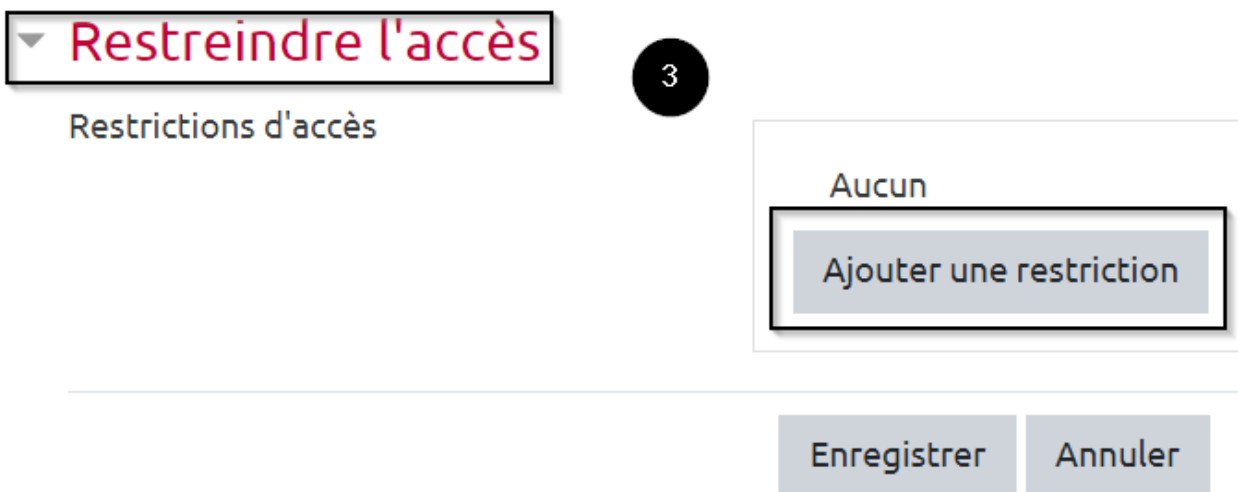 Restreindre l'accès
3
Restrictions d'accès
Aucun
Ajouter une restriction
Enregistrer
Annuler